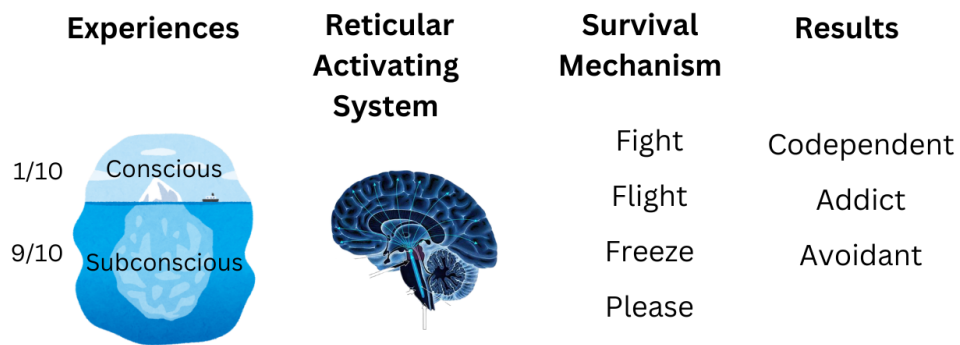 Experiences
1/10
Conscious
9/10
Subconscious
Reticular
Activating
System
Survival
Mechanism
Fight
Flight
Freeze
Please
Results
Codependent
Addict
Avoidant